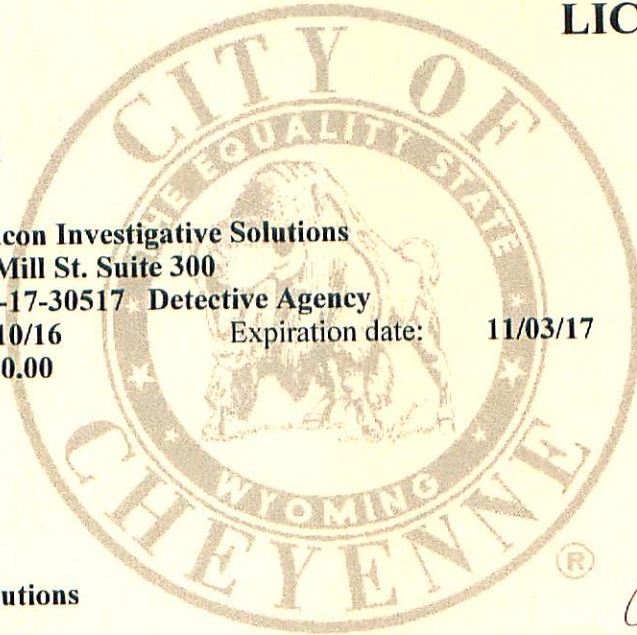 LIC
CITY OF
THE EQUALITY STATE
con Investigative Solutions
Mill St. Suite 300
-17-30517 Detective Agency
10/16 Expiration date: 11/03/17
0.00
WYOMING
CHEYENNE
®
utions